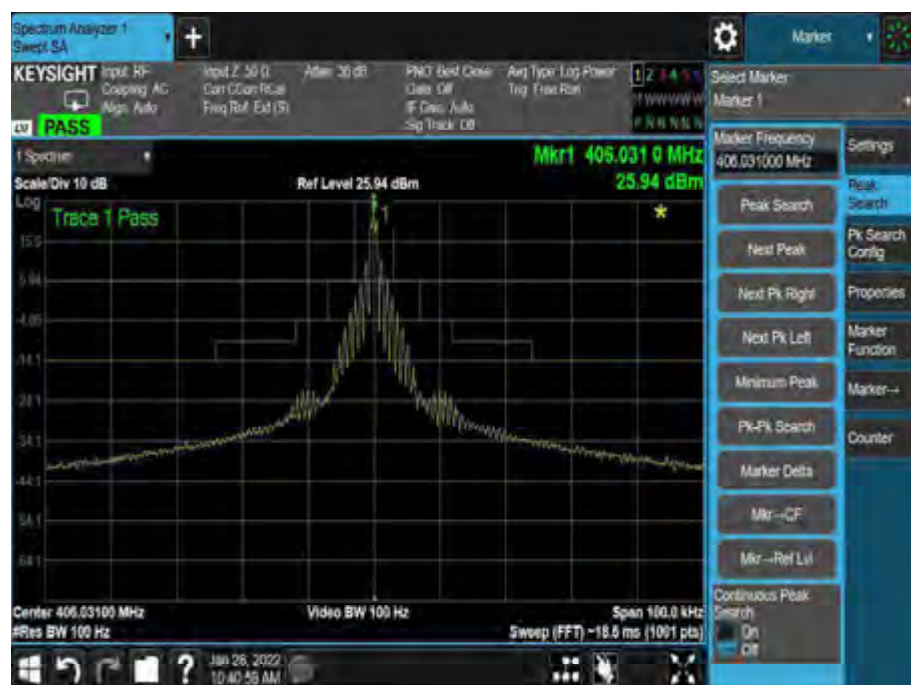 Spectrum Analyzer 1
Swept SA
+
Marker
KEYSIGHT
Input: RF
Coupling: AC
Align: Auto
Input Z: 50 Ω
Corr CCorr RCal
Freq Ref: Ext (S)
Atten: 30 dB
PNO: Best Close
Gate: Off
IF Gain: Auto
Sig Track: Off
Avg Type: Log-Power
Trig: Free Run
1 2 3 4 5 6
PASS
N N N N N
Select Marker
Marker 1
1 Spectrum
Mkr1 406.031 0 MHz
25.94 dBm
Scale/Div 10 dB
Ref Level 25.94 dBm
Log
Trace 1 Pass
1
15.9
5.94
-4.06
-14.1
-24.1
-34.1
-44.1
-54.1
-64.1
Center 406.03100 MHz
#Res BW 100 Hz
Video BW 100 Hz
Span 100.0 kHz
Sweep (FFT) ~18.6 ms (1001 pts)
Marker Frequency
406.031000 MHz
Peak Search
Next Peak
Next Pk Right
Next Pk Left
Minimum Peak
Pk-Pk Search
Marker Delta
Mkr→CF
Mkr→Ref Lvl
Continuous Peak
Search
On
Off
Settings
Peak
Search
Pk Search
Config
Properties
Marker
Function
Marker→
Counter
?
Jan 26, 2022